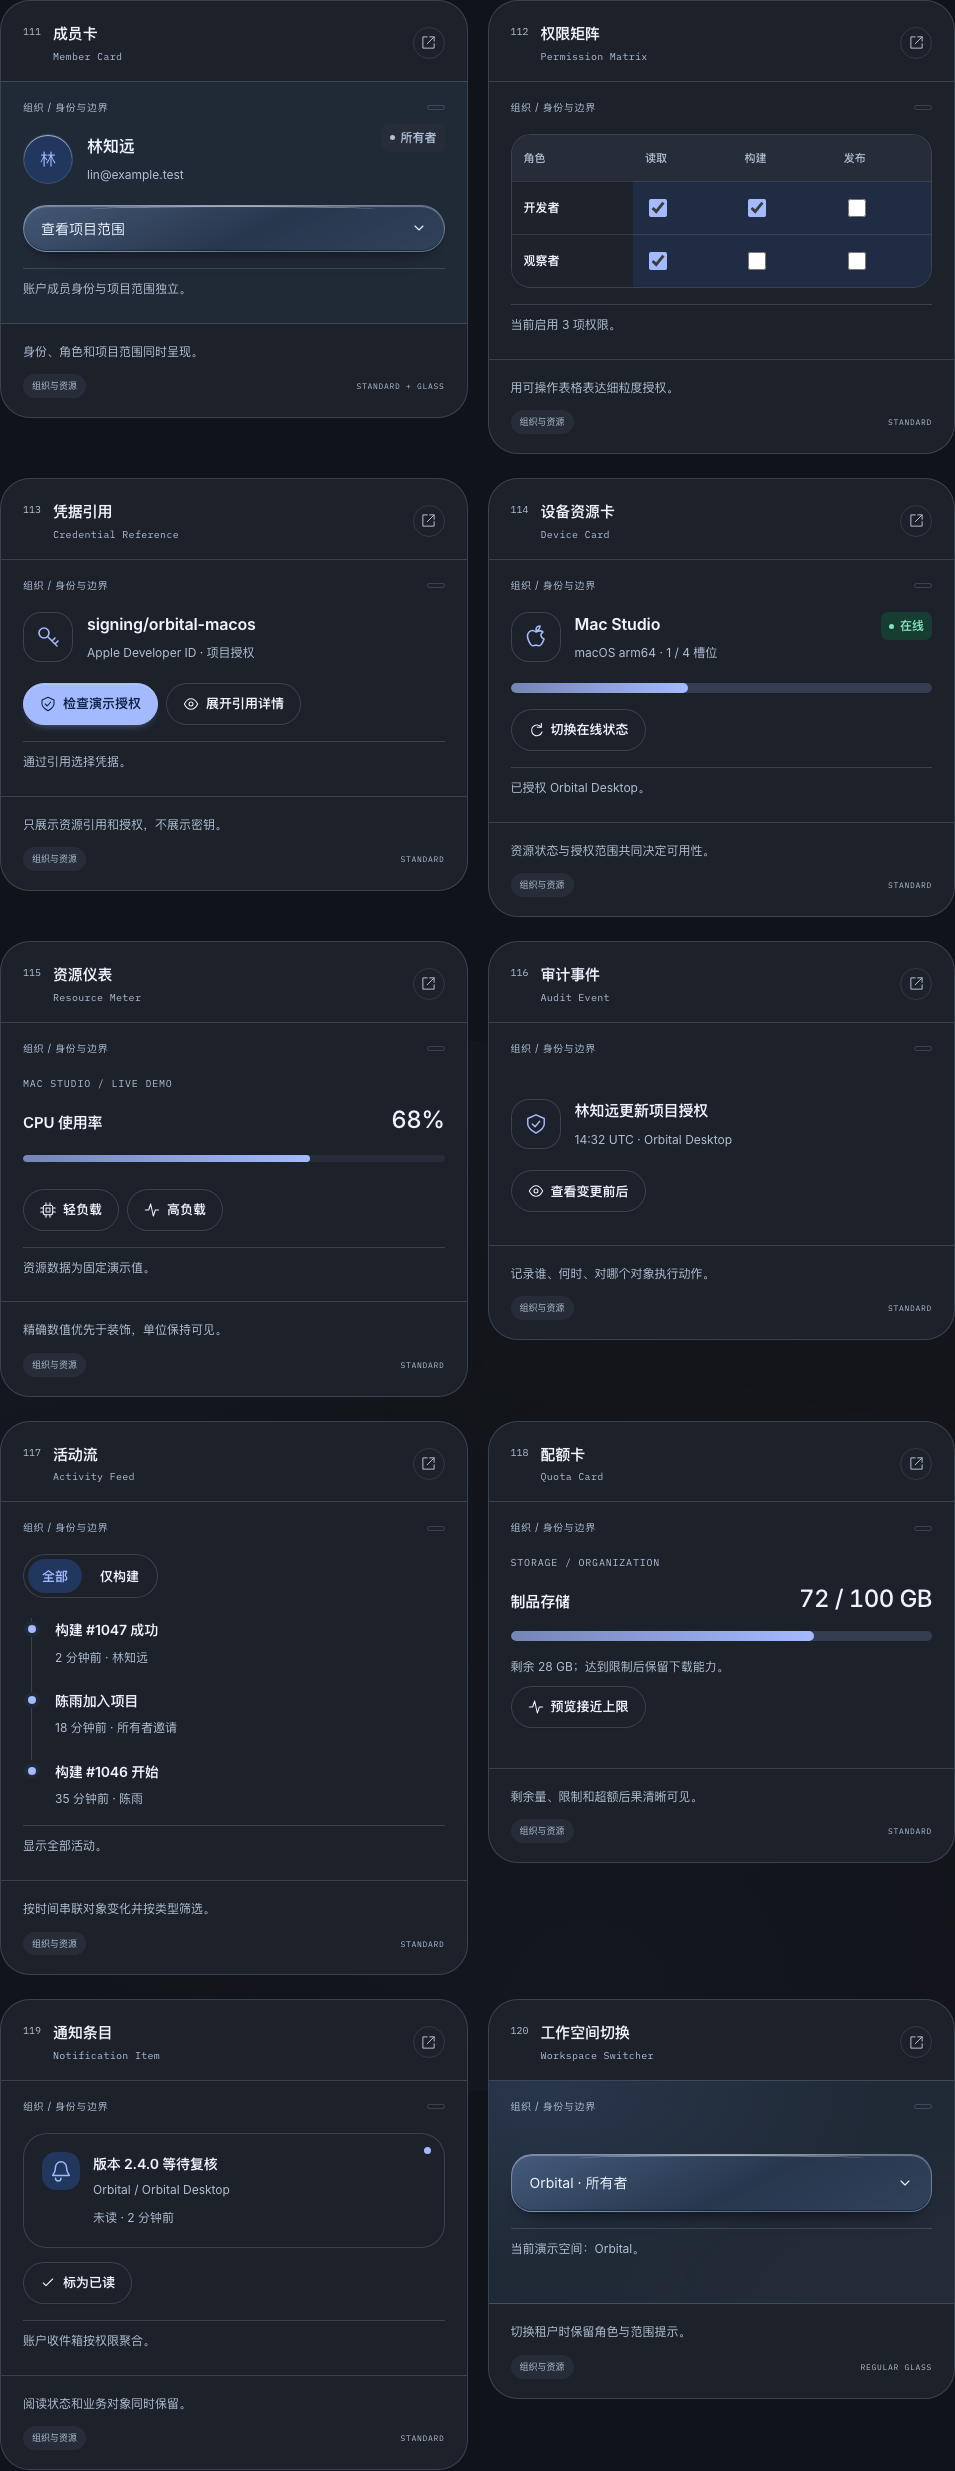 111 成员卡
Member Card
组织 / 身份与边界
林
林知远
所有者
lin@example.test
查看项目范围
账户成员身份与项目范围独立。
身份、角色和项目范围同时呈现。
组织与资源
STANDARD + GLASS
112 权限矩阵
Permission Matrix
组织 / 身份与边界
角色 读取 构建 发布
开发者
观察者
当前启用 3 项权限。
用可操作表格表达细粒度授权。
组织与资源
STANDARD
113 凭据引用
Credential Reference
组织 / 身份与边界
signing/orbital-macos
Apple Developer ID · 项目授权
检查演示授权 展开引用详情
通过引用选择凭据。
只展示资源引用和授权，不展示密钥。
组织与资源
STANDARD
114 设备资源卡
Device Card
组织 / 身份与边界
Mac Studio
在线
macOS arm64 · 1 / 4 槽位
切换在线状态
已授权 Orbital Desktop。
资源状态与授权范围共同决定可用性。
组织与资源
STANDARD
115 资源仪表
Resource Meter
组织 / 身份与边界
MAC STUDIO / LIVE DEMO
CPU 使用率 68%
轻负载 高负载
资源数据为固定演示值。
精确数值优先于装饰，单位保持可见。
组织与资源
STANDARD
116 审计事件
Audit Event
组织 / 身份与边界
林知远更新项目授权
14:32 UTC · Orbital Desktop
查看变更前后
记录谁、何时、对哪个对象执行动作。
组织与资源
STANDARD
117 活动流
Activity Feed
组织 / 身份与边界
全部 仅构建
构建 #1047 成功
2 分钟前 · 林知远
陈雨加入项目
18 分钟前 · 所有者邀请
构建 #1046 开始
35 分钟前 · 陈雨
显示全部活动。
按时间串联对象变化并按类型筛选。
组织与资源
STANDARD
118 配额卡
Quota Card
组织 / 身份与边界
STORAGE / ORGANIZATION
制品存储 72 / 100 GB
剩余 28 GB；达到限制后保留下载能力。
预览接近上限
剩余量、限制和超额后果清晰可见。
组织与资源
STANDARD
119 通知条目
Notification Item
组织 / 身份与边界
版本 2.4.0 等待复核
Orbital / Orbital Desktop
未读 · 2 分钟前
标为已读
账户收件箱按权限聚合。
阅读状态和业务对象同时保留。
组织与资源
STANDARD
120 工作空间切换
Workspace Switcher
组织 / 身份与边界
Orbital · 所有者
当前演示空间：Orbital。
切换租户时保留角色与范围提示。
组织与资源
REGULAR GLASS